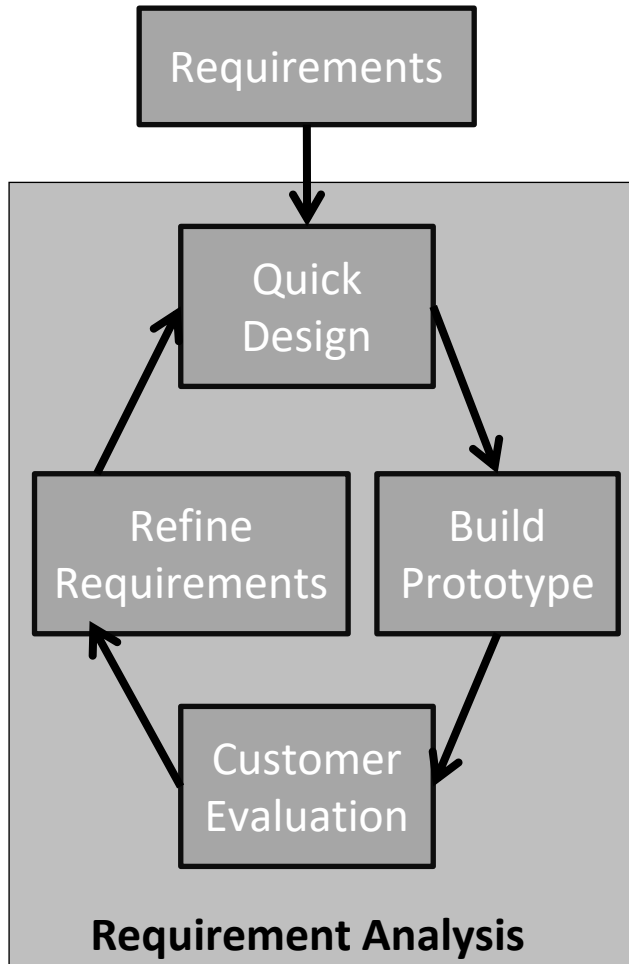 Requirements
Quick
Design
Refine
Requirements
Build
Prototype
Customer
Evaluation
Requirement Analysis